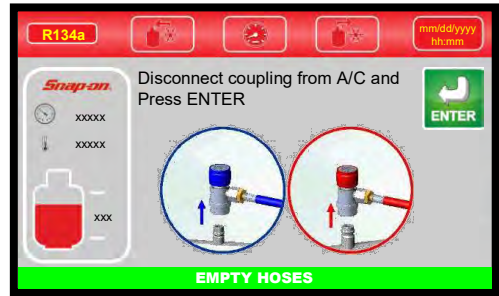 R134a
mm/dd/yyyy
hh:mm
Snap-on
xxxxx
xxxxx
xxx
Disconnect coupling from A/C and
Press ENTER
ENTER
EMPTY HOSES